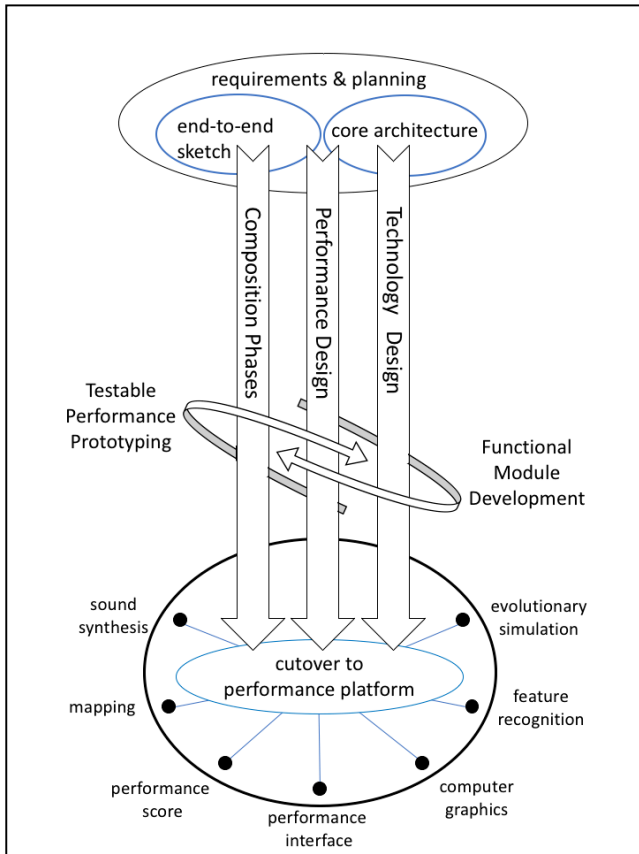 requirements & planning
end-to-end
sketch
core architecture
Composition Phases
Performance Design
Technology Design
Testable
Performance
Prototyping
Functional
Module
Development
sound
synthesis
evolutionary
simulation
cutover to
performance platform
mapping
feature
recognition
performance
score
computer
graphics
performance
interface